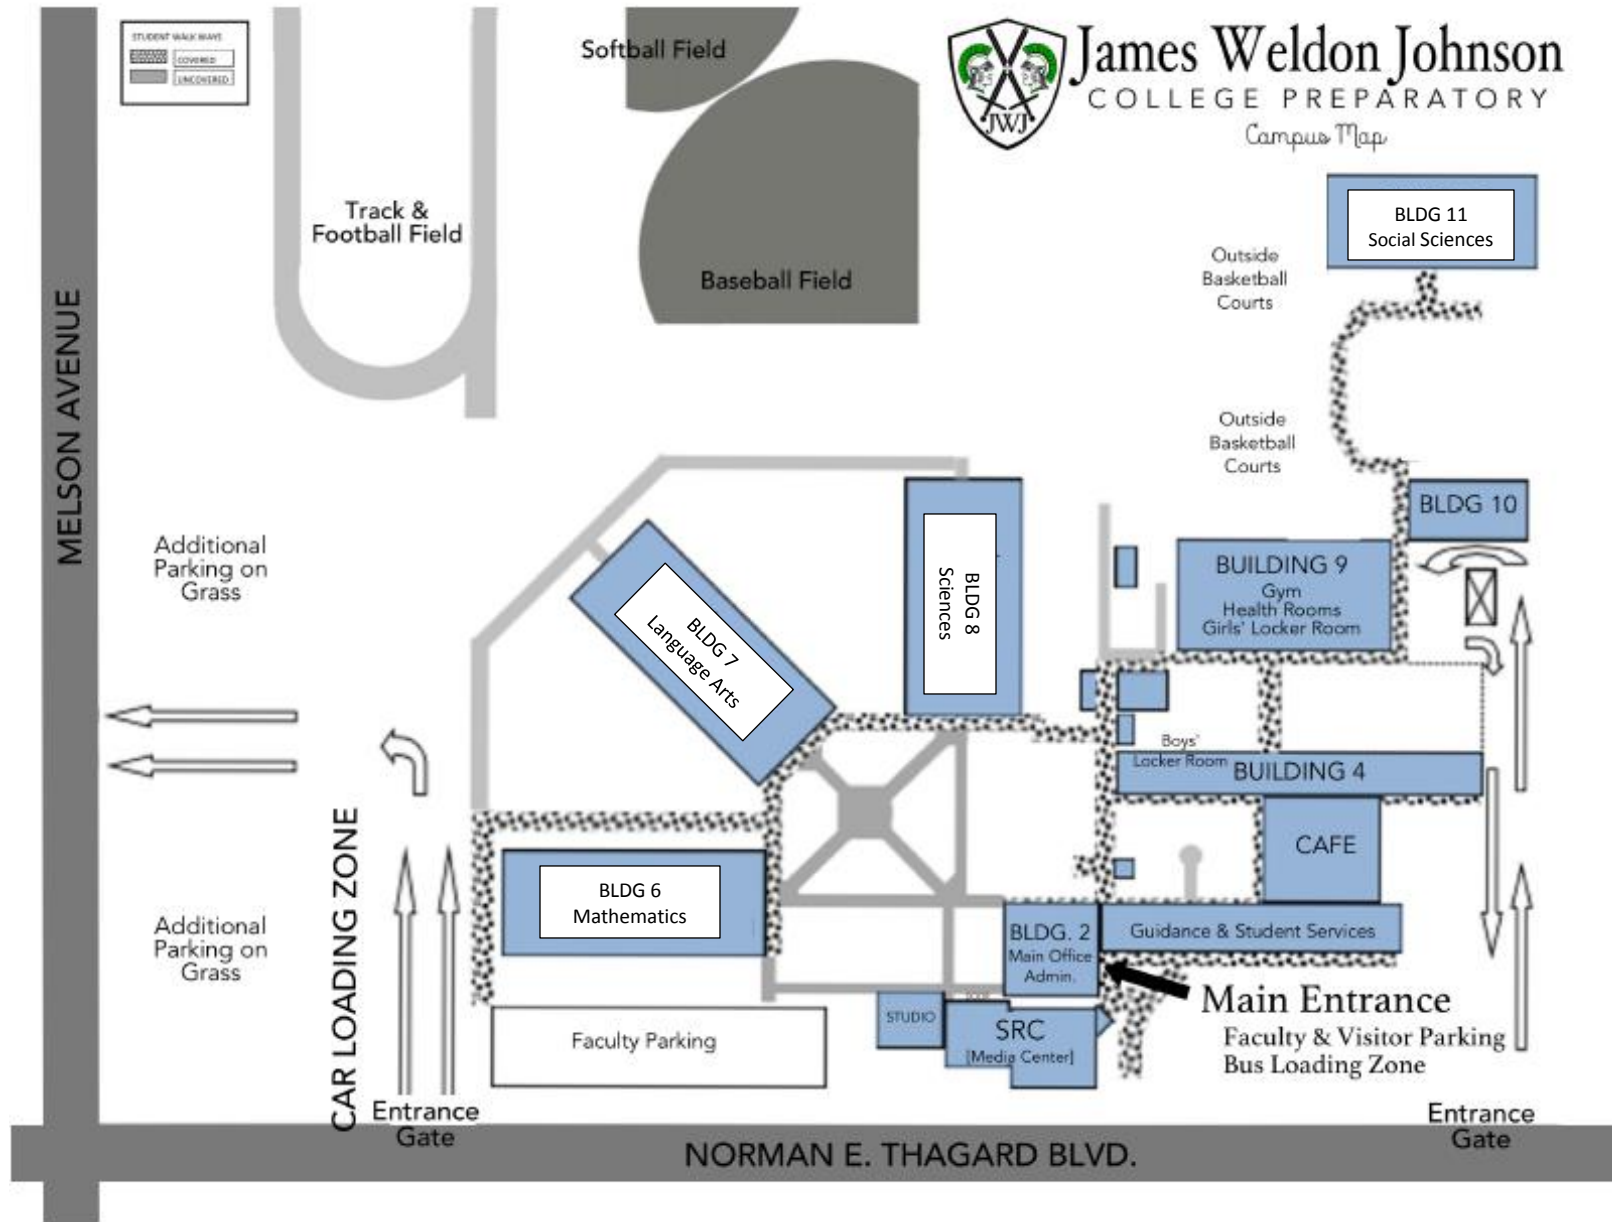 STUDENT WALK WAYS
COVERED
UNCOVERED
Softball Field
James Weldon Johnson
COLLEGE PREPARATORY
Campus Map
JWJ
Track &
Football Field
Baseball Field
BLDG 11
Social Sciences
Outside
Basketball
Courts
MELSON AVENUE
Outside
Basketball
Courts
BLDG 10
Additional
Parking on
Grass
BUILDING 9
Gym
Health Rooms
Girls' Locker Room
BLDG 7
Language Arts
BLDG 8
Sciences
Boys'
Locker Room
BUILDING 4
CAR LOADING ZONE
CAFE
BLDG 6
Mathematics
Additional
Parking on
Grass
BLDG. 2
Main Office
Admin.
Guidance & Student Services
Main Entrance
Faculty & Visitor Parking
Bus Loading Zone
STUDIO
SRC
[Media Center]
Faculty Parking
Entrance
Gate
Entrance
Gate
NORMAN E. THAGARD BLVD.